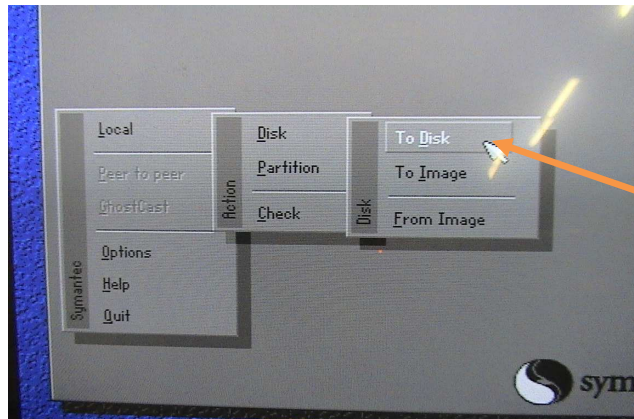 Symantec
Local
Peer to peer
GhostCast
Options
Help
Quit
Action
Disk
Partition
Check
Disk
To Disk
To Image
From Image
sym